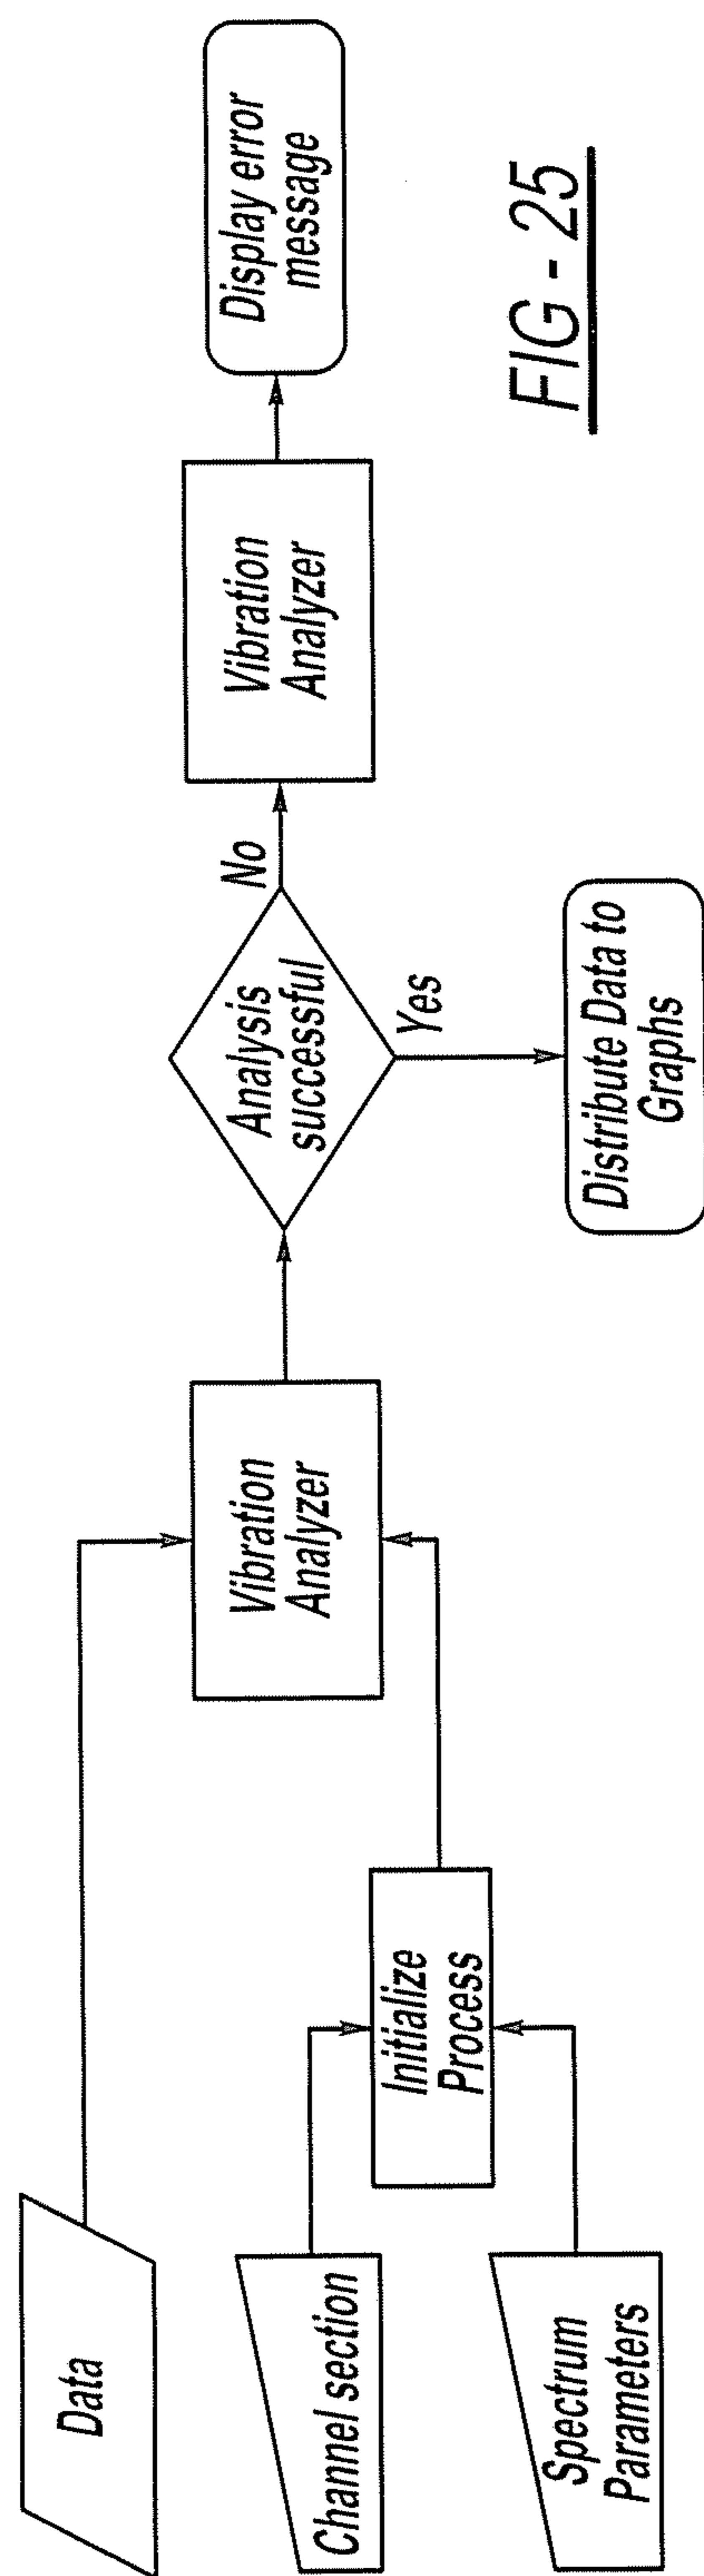 Data
Channel section
Spectrum
Parameters
Initialize
Process
Vibration
Analyzer
Analysis
successful
No
Yes
Vibration
Analyzer
Display error
message
Distribute Data to
Graphs
FIG - 25